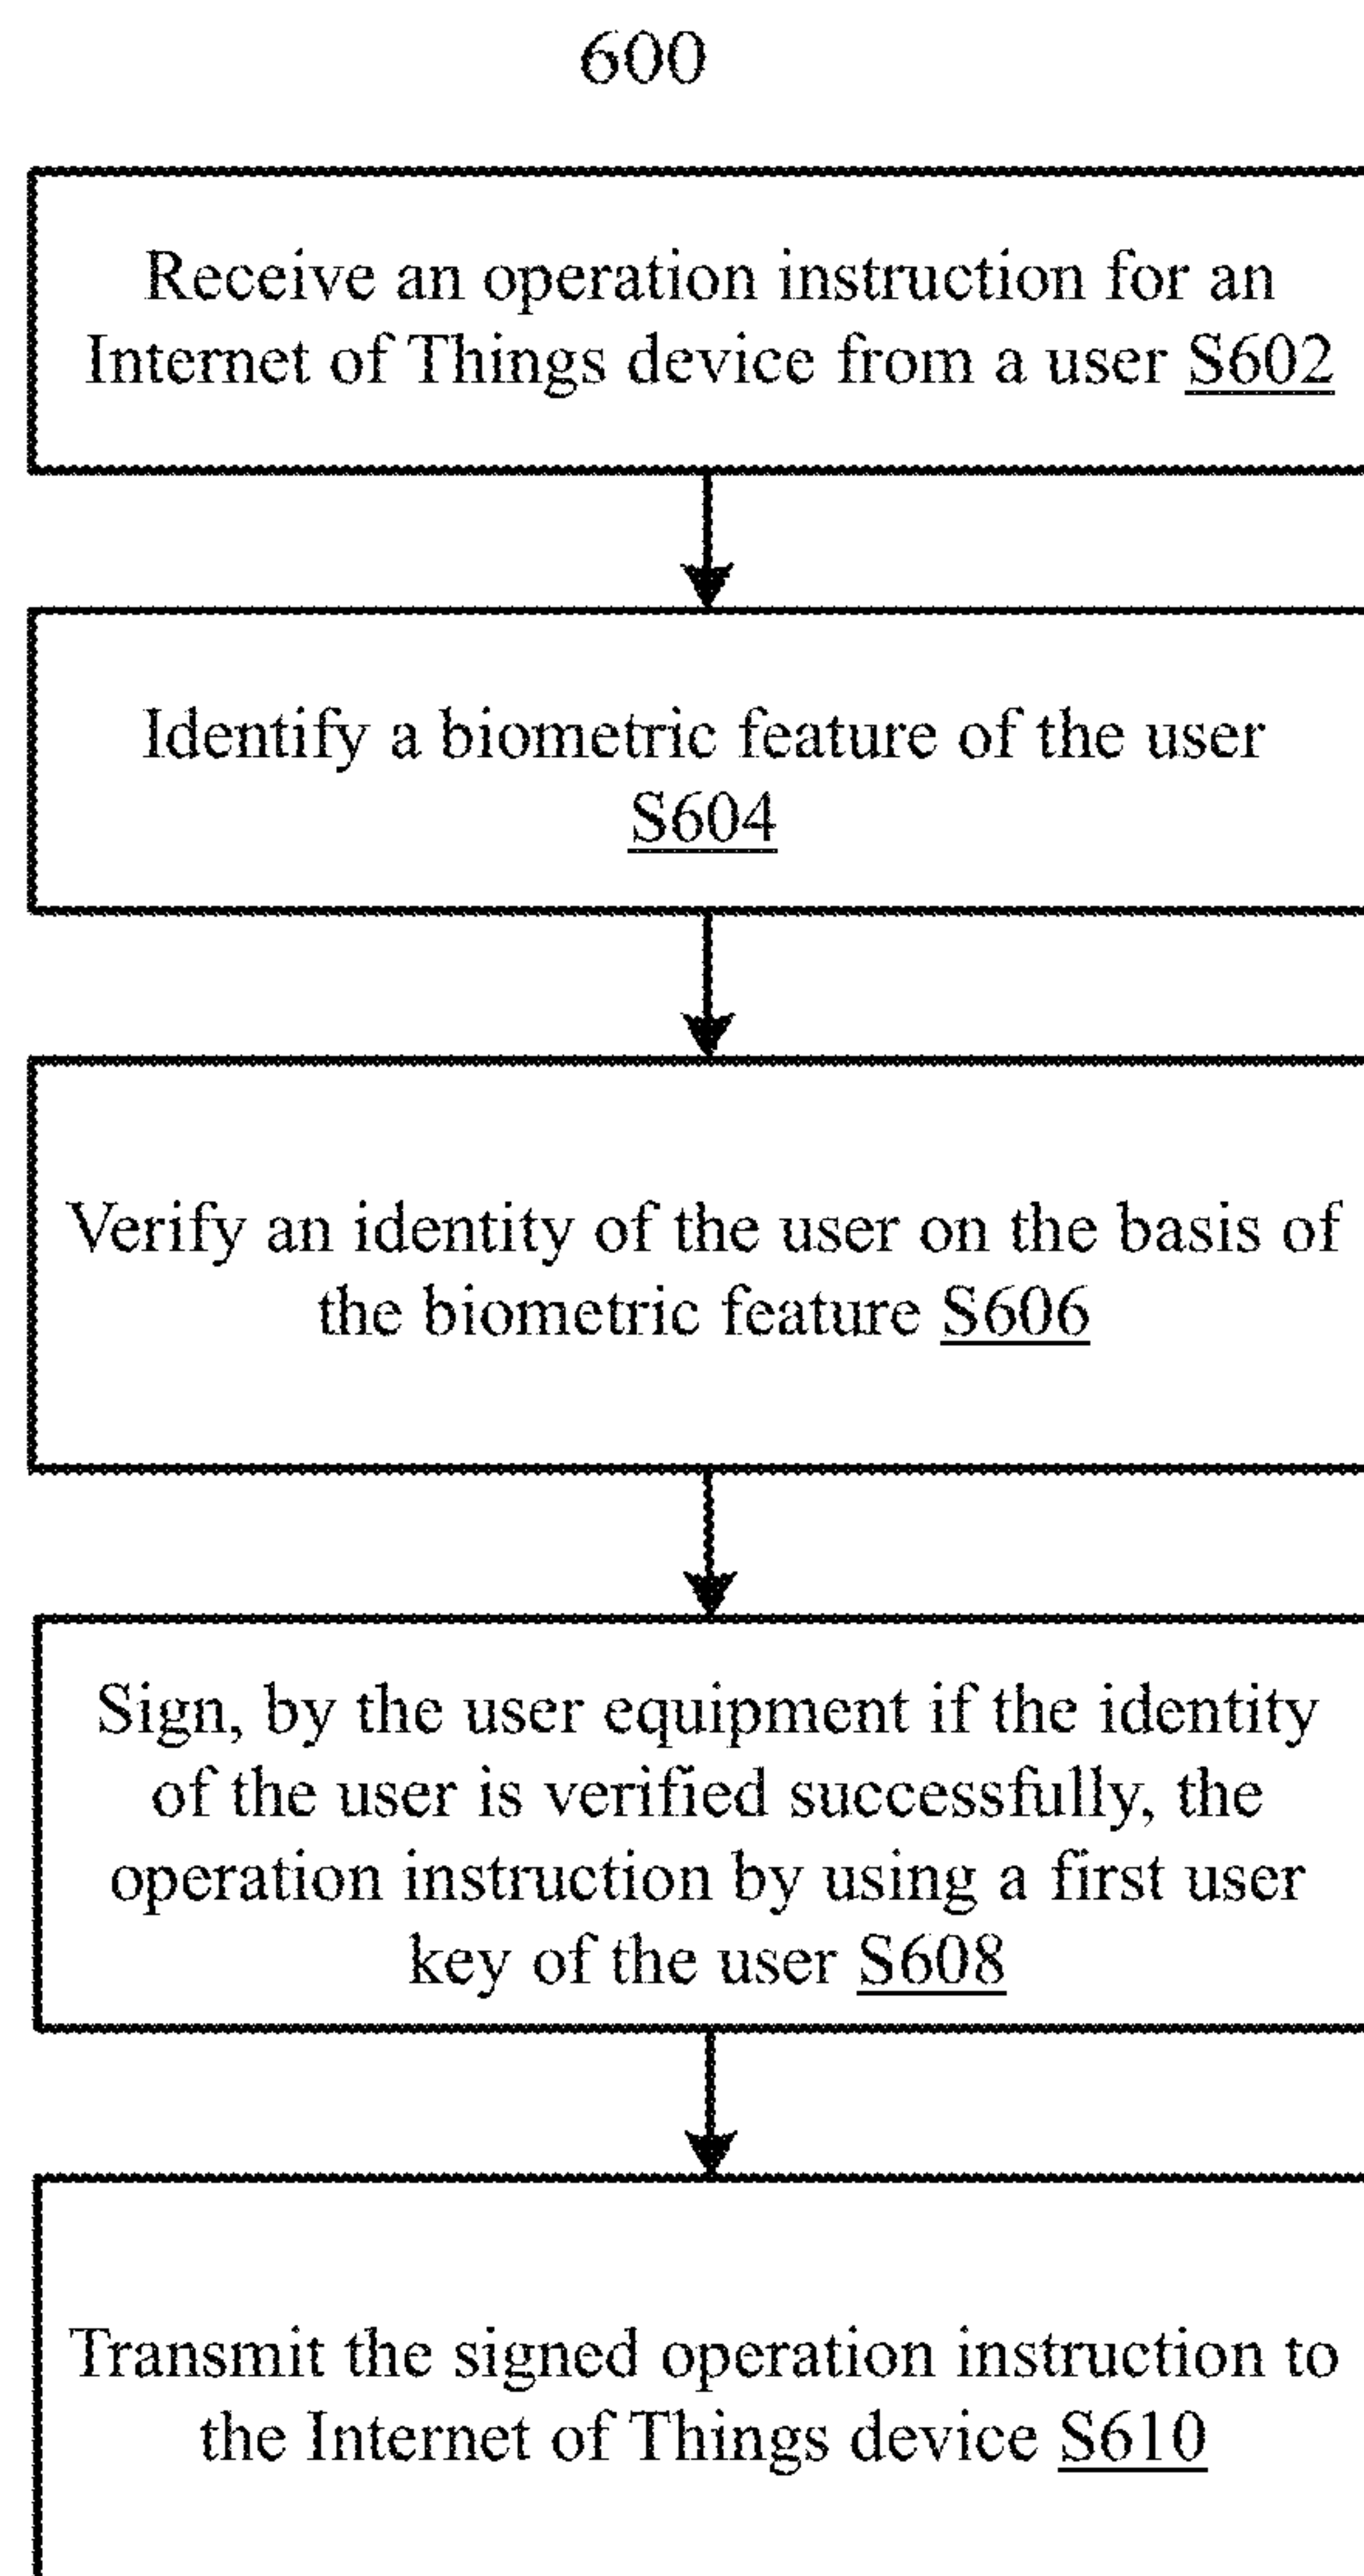 600
Receive an operation instruction for an
Internet of Things device from a user S602
Identify a biometric feature of the user
S604
Verify an identity of the user on the basis of
the biometric feature S606
Sign, by the user equipment if the identity
of the user is verified successfully, the
operation instruction by using a first user
key of the user S608
Transmit the signed operation instruction to
the Internet of Things device S610